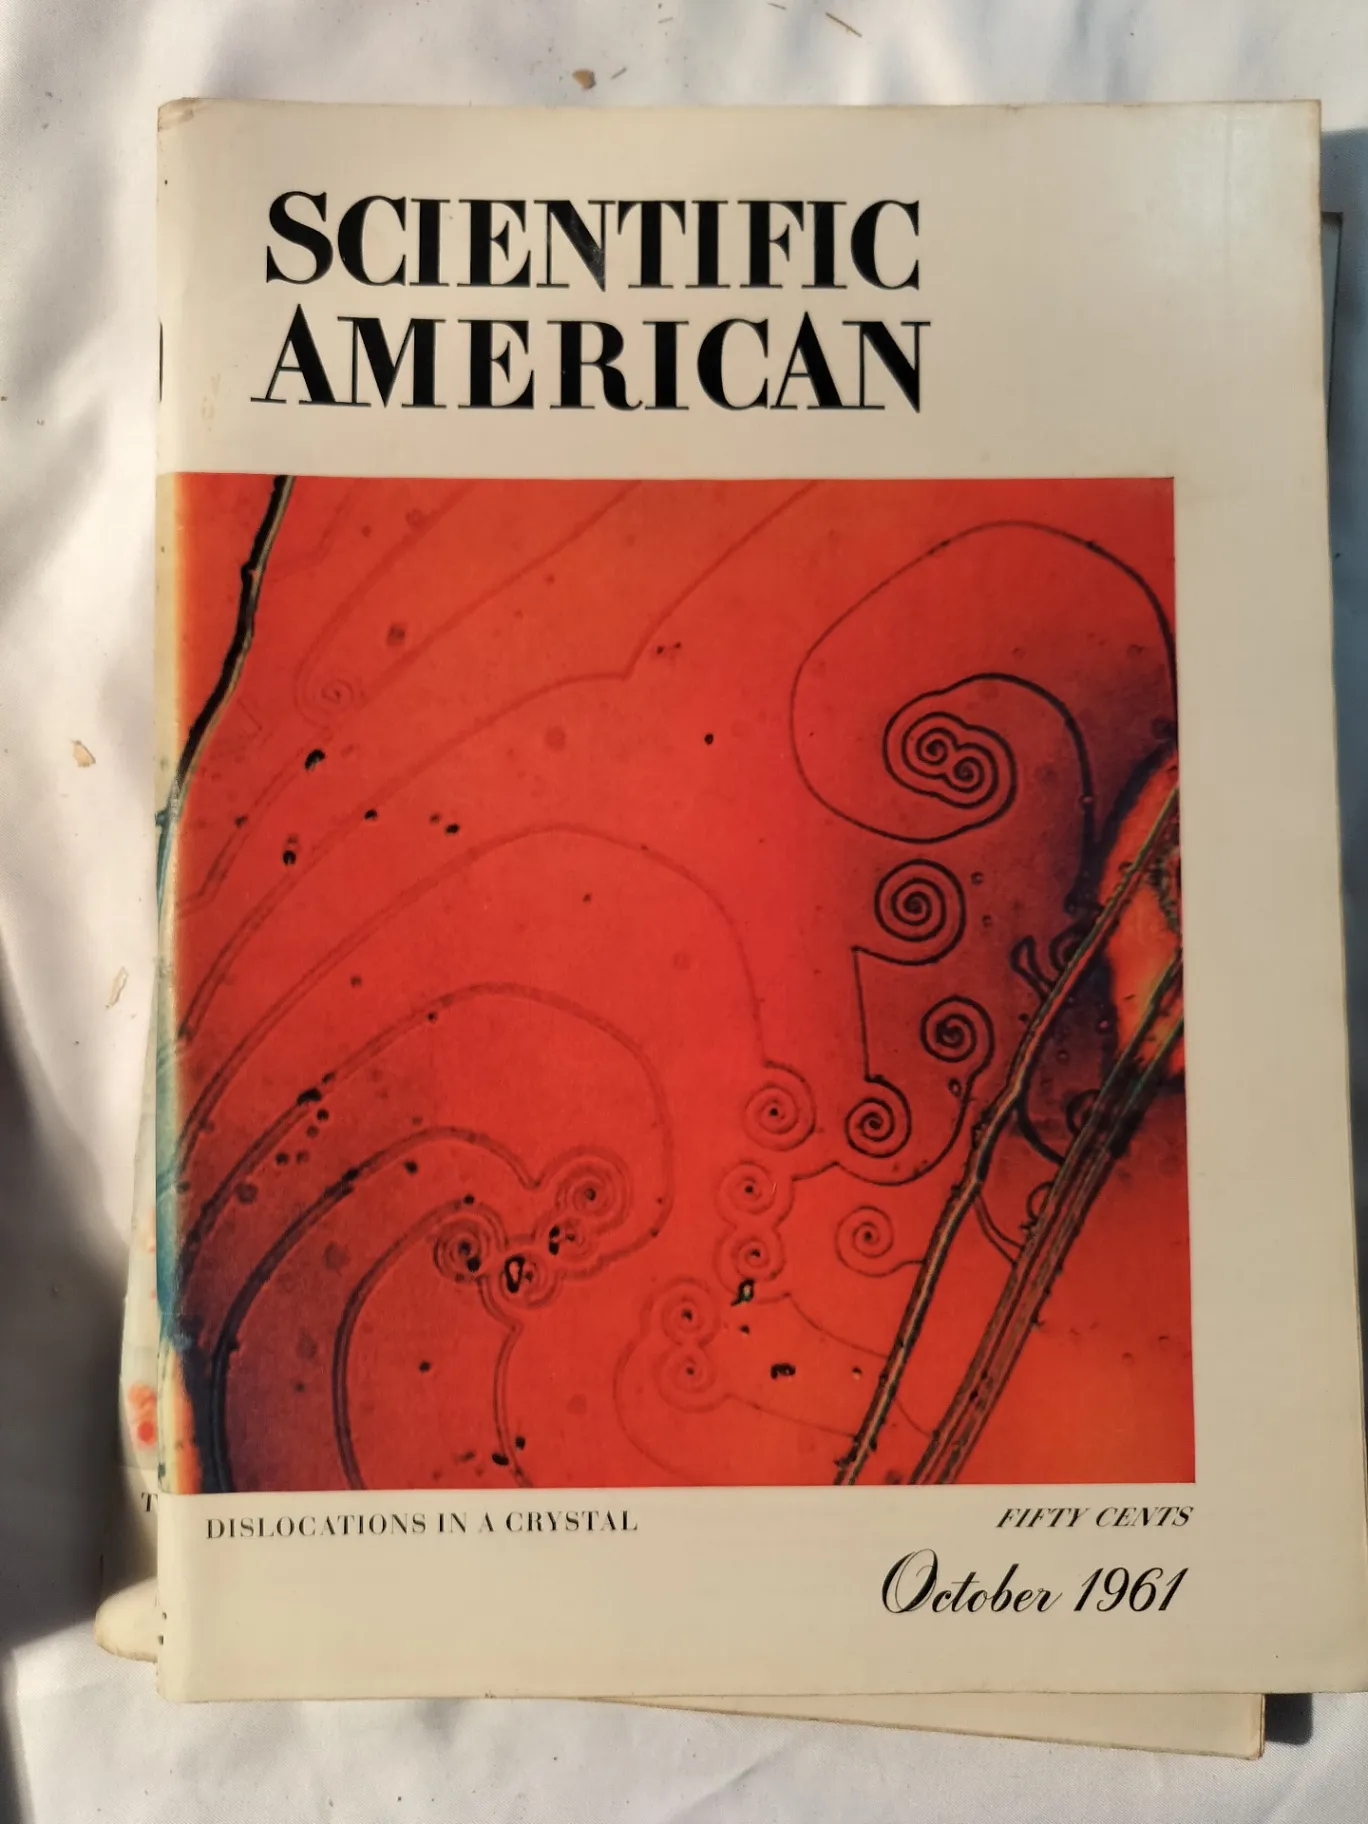 SCIENTIFIC
AMERICAN
DISLOCATIONS IN A CRYSTAL
FIFTY CENTS
October 1961